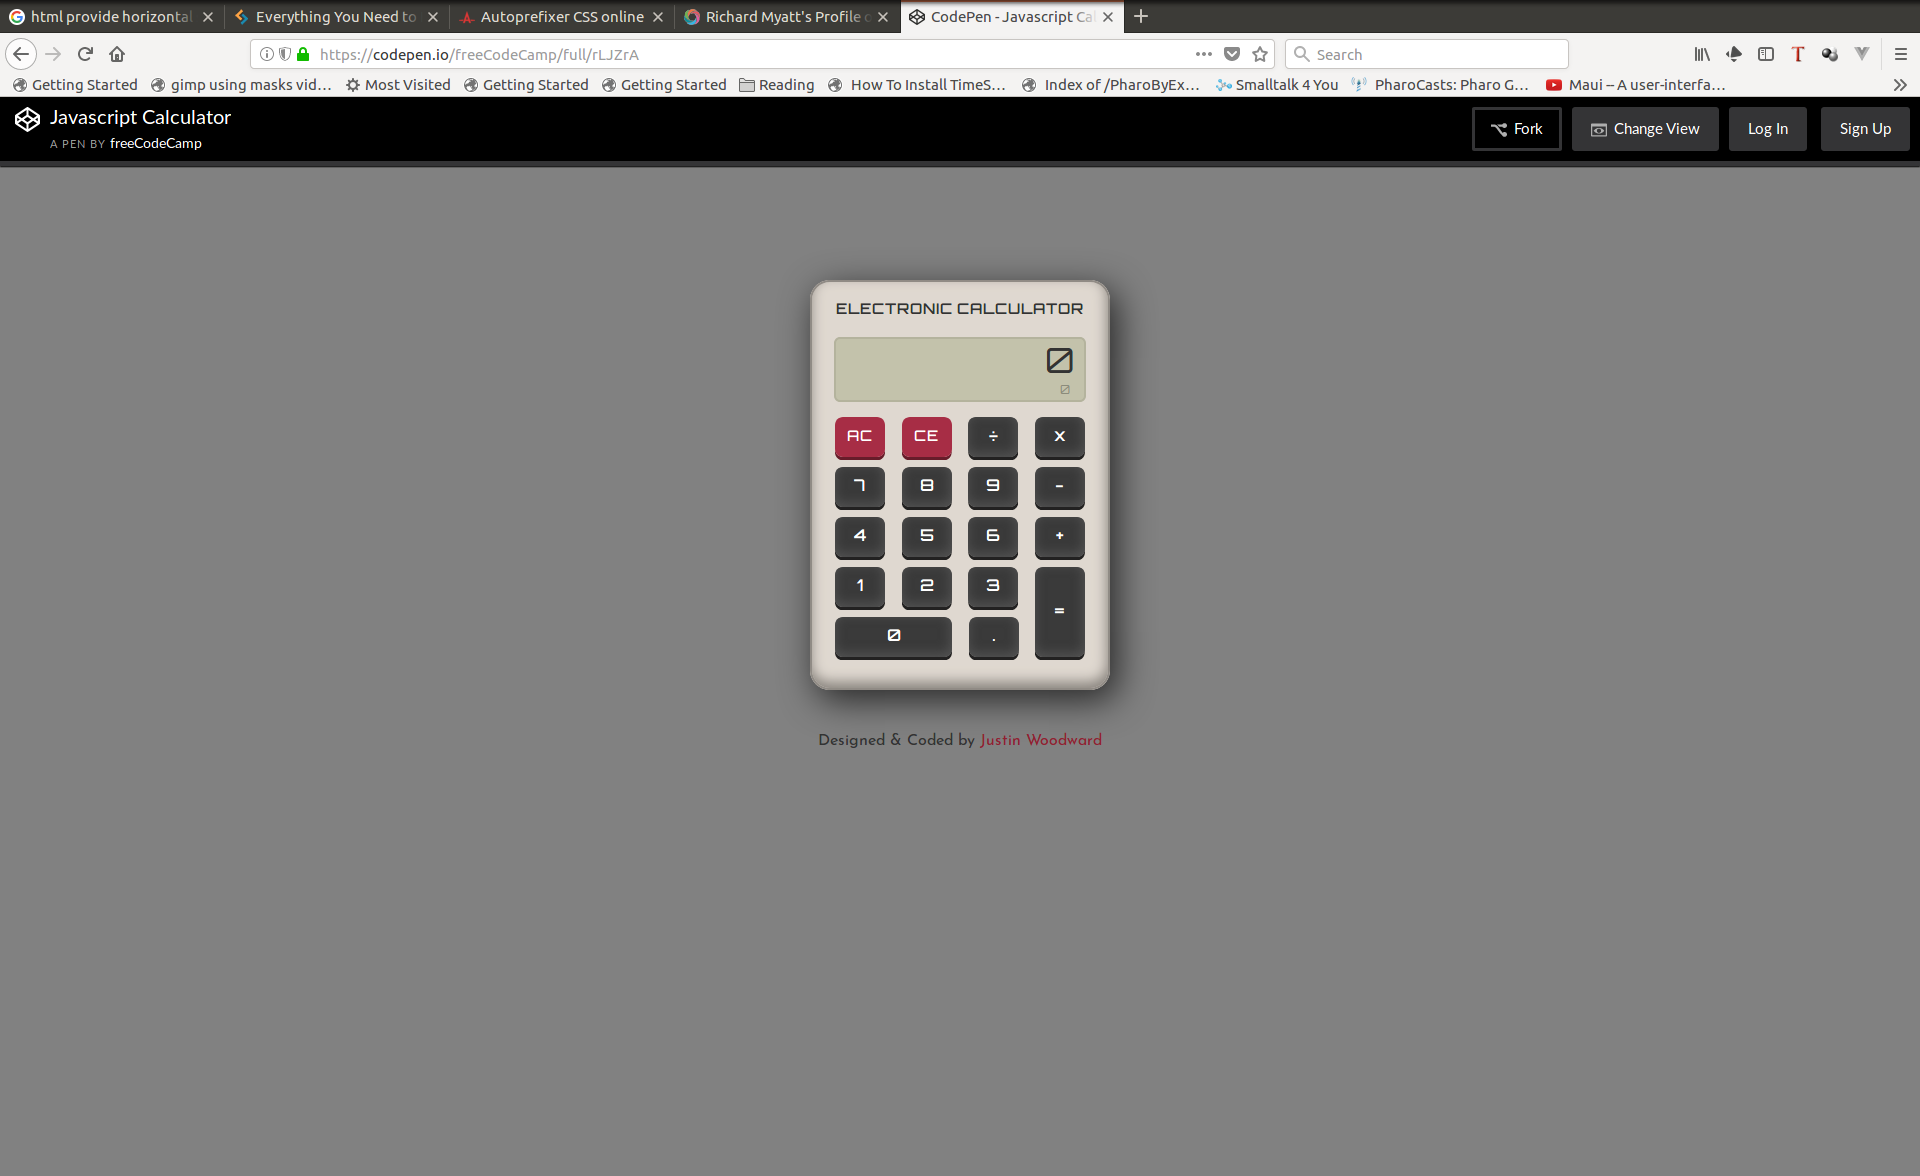 html provide horizontal
Everything You Need to
Autoprefixer CSS online
Richard Myatt's Profile
CodePen - Javascript Ca
https://codepen.io/freeCodeCamp/full/rLJZrA
Search
Getting Started
gimp using masks vid...
Most Visited
Getting Started
Getting Started
Reading
How To Install TimeS...
Index of /PharoByEx...
Smalltalk 4 You
PharoCasts: Pharo G...
Maui – A user-interfa...
Javascript Calculator
A PEN BY freeCodeCamp
Fork
Change View
Log In
Sign Up
ELECTRONIC CALCULATOR
0
0
AC CE ÷ X
7 8 9 -
4 5 6 +
1 2 3 =
0 .
Designed & Coded by Justin Woodward